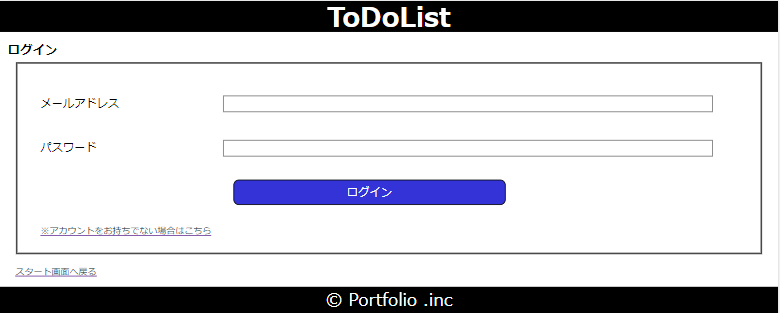 ToDoList
ログイン
メールアドレス
パスワード
ログイン
※アカウントをお持ちでない場合はこちら
スタート画面へ戻る
© Portfolio .inc